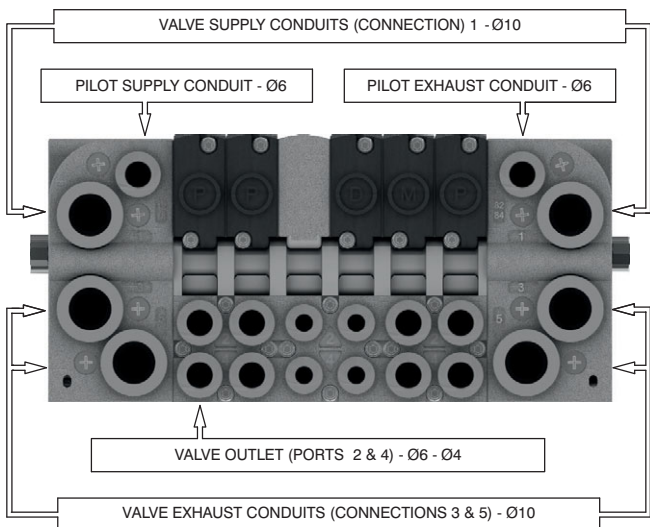 VALVE SUPPLY CONDUITS (CONNECTION) 1 - Ø10
PILOT SUPPLY CONDUIT - Ø6
PILOT EXHAUST CONDUIT - Ø6
P P D M P
82
84
1
3
5
VALVE OUTLET (PORTS 2 & 4) - Ø6 - Ø4
VALVE EXHAUST CONDUITS (CONNECTIONS 3 & 5) - Ø10